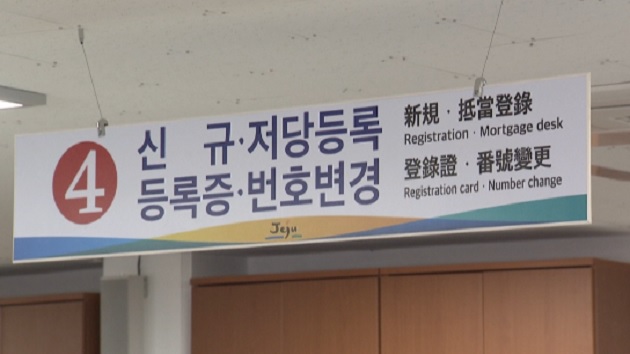 4
신 규·저당등록
등록증·번호변경
新規·抵當登錄
Registration·Mortgage desk
登錄證·番號變更
Registration card·Number change
Jeju